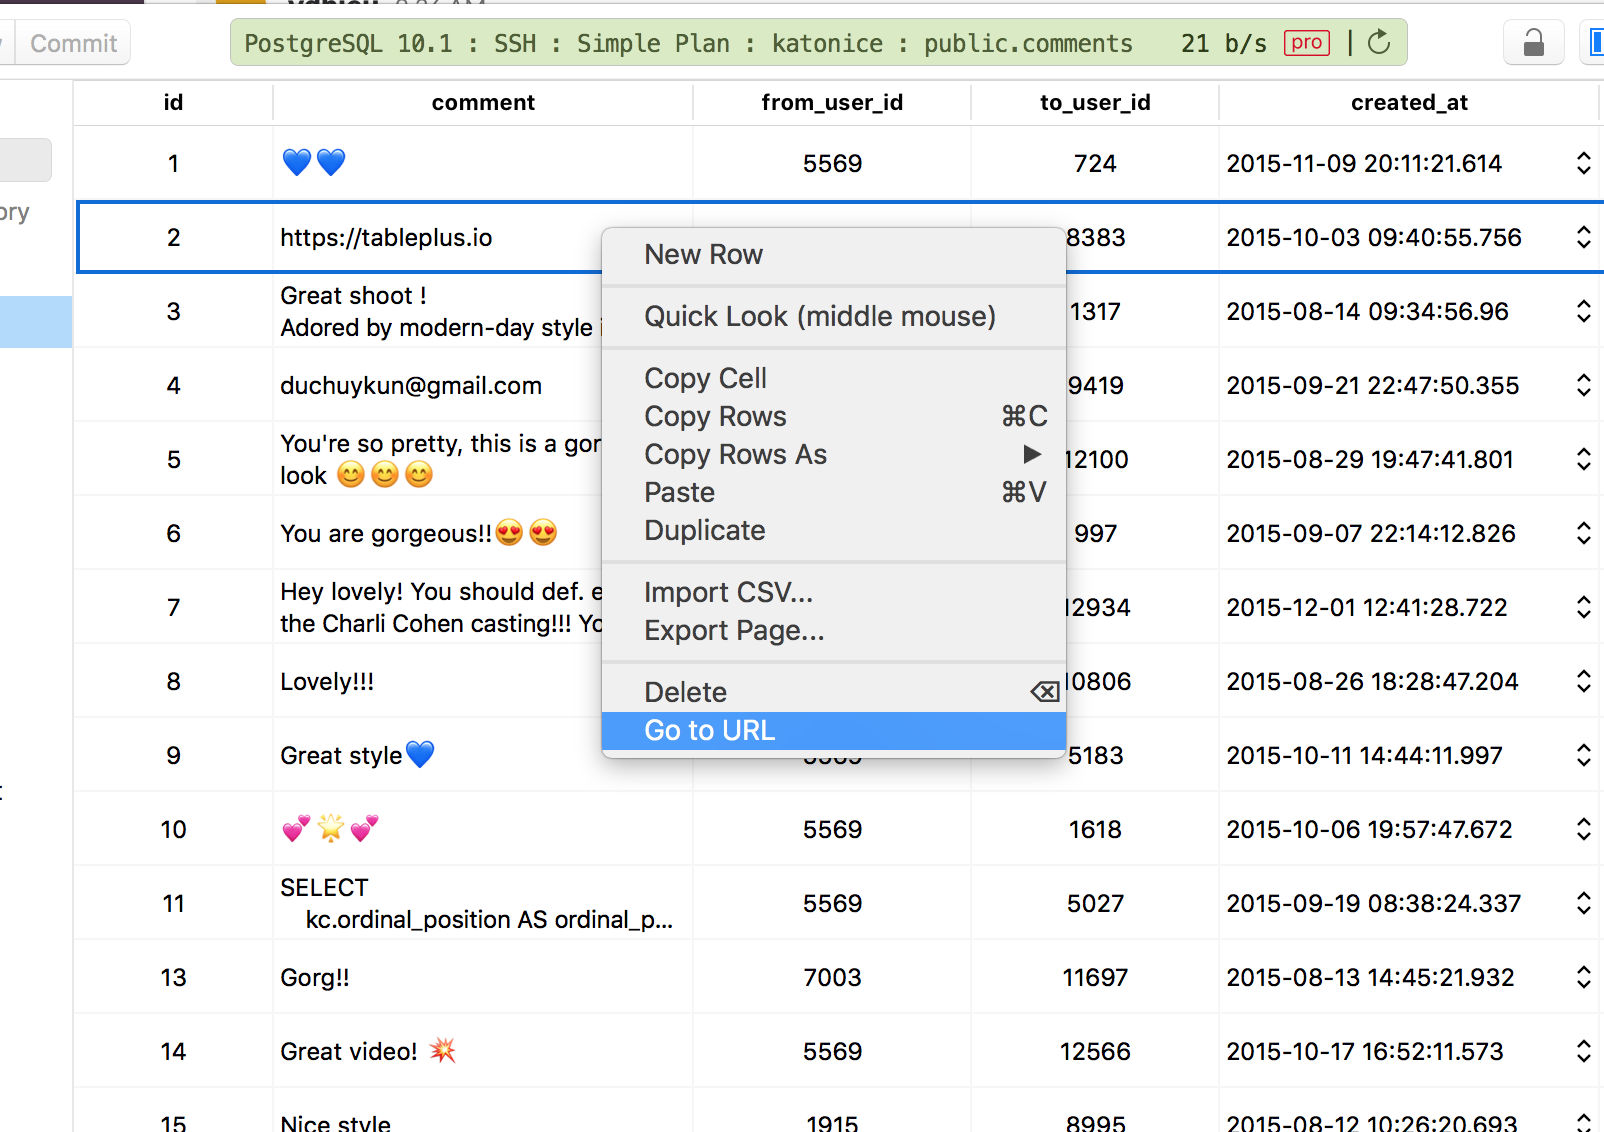 Commit
PostgreSQL 10.1 : SSH : Simple Plan : katonice : public.comments 21 b/s pro |
id comment from_user_id to_user_id created_at
1 💙💙 5569 724 2015-11-09 20:11:21.614
ory
2 https://tableplus.io 8383 2015-10-03 09:40:55.756
New Row
3 Great shoot ! 1317 2015-08-14 09:34:56.96
Adored by modern-day style i
Quick Look (middle mouse)
4 duchuykun@gmail.com 9419 2015-09-21 22:47:50.355
Copy Cell
Copy Rows ⌘C
Copy Rows As ▶
Paste ⌘V
Duplicate
5 You're so pretty, this is a gor 12100 2015-08-29 19:47:41.801
look 😊😊😊
6 You are gorgeous!!😍😍 997 2015-09-07 22:14:12.826
Import CSV...
Export Page...
7 Hey lovely! You should def. e 12934 2015-12-01 12:41:28.722
the Charli Cohen casting!!! Yo
8 Lovely!!! 10806 2015-08-26 18:28:47.204
Delete ⌫
Go to URL
9 Great style💙 5183 2015-10-11 14:44:11.997
10 💕🌟💕 5569 1618 2015-10-06 19:57:47.672
11 SELECT 5569 5027 2015-09-19 08:38:24.337
kc.ordinal_position AS ordinal_p...
13 Gorg!! 7003 11697 2015-08-13 14:45:21.932
14 Great video! 💥 5569 12566 2015-10-17 16:52:11.573
15 Nice style 1915 8995 2015-08-12 10:26:20.693